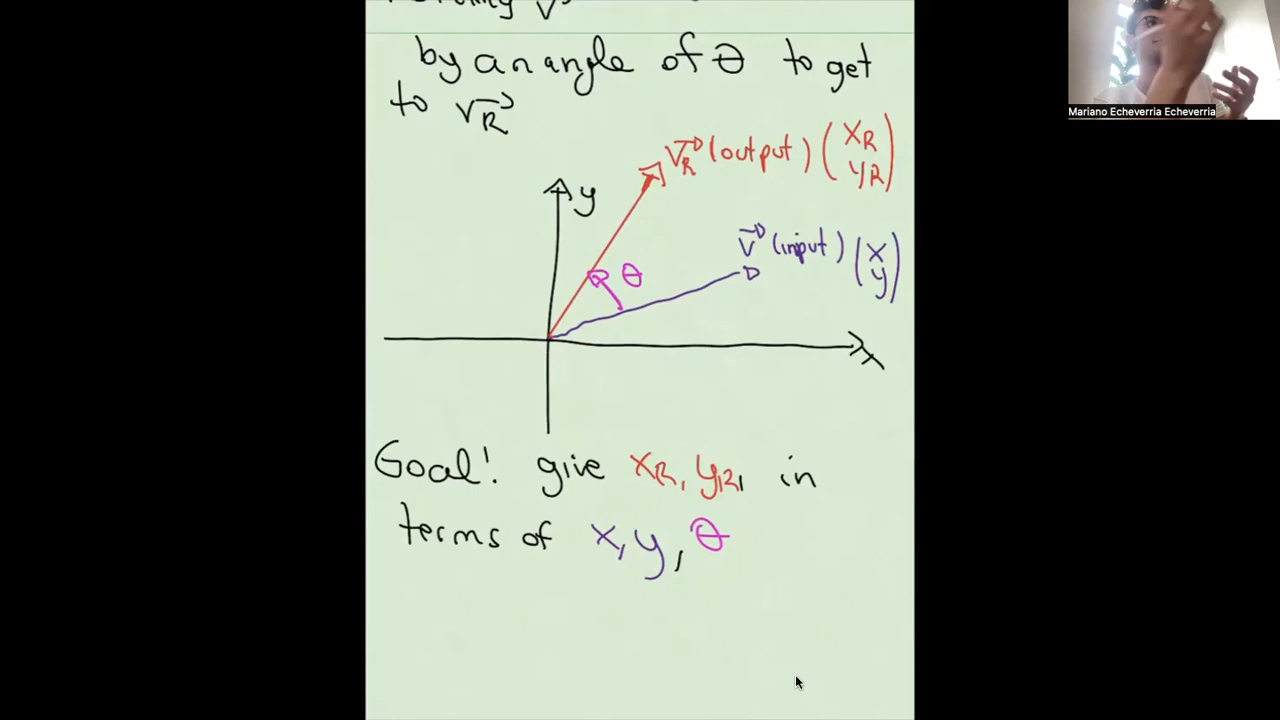 by an angle of θ to get
to V⃗R
V⃗R (output) (xR
yR)
y
V⃗ (input) (x
y)
θ
x
Goal! give xR, yR, in
terms of x, y, θ
Mariano Echeverria Echeverria